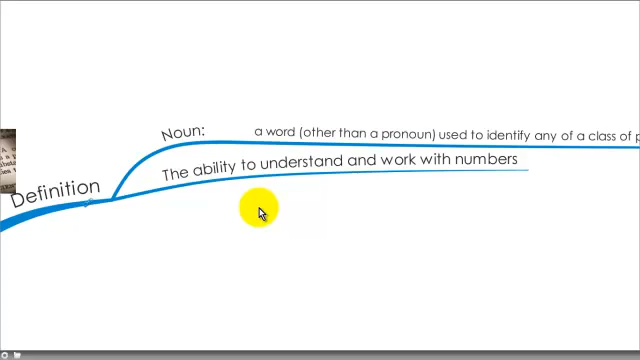 Noun:
a word (other than a pronoun) used to identify any of a class of p
The ability to understand and work with numbers
Definition